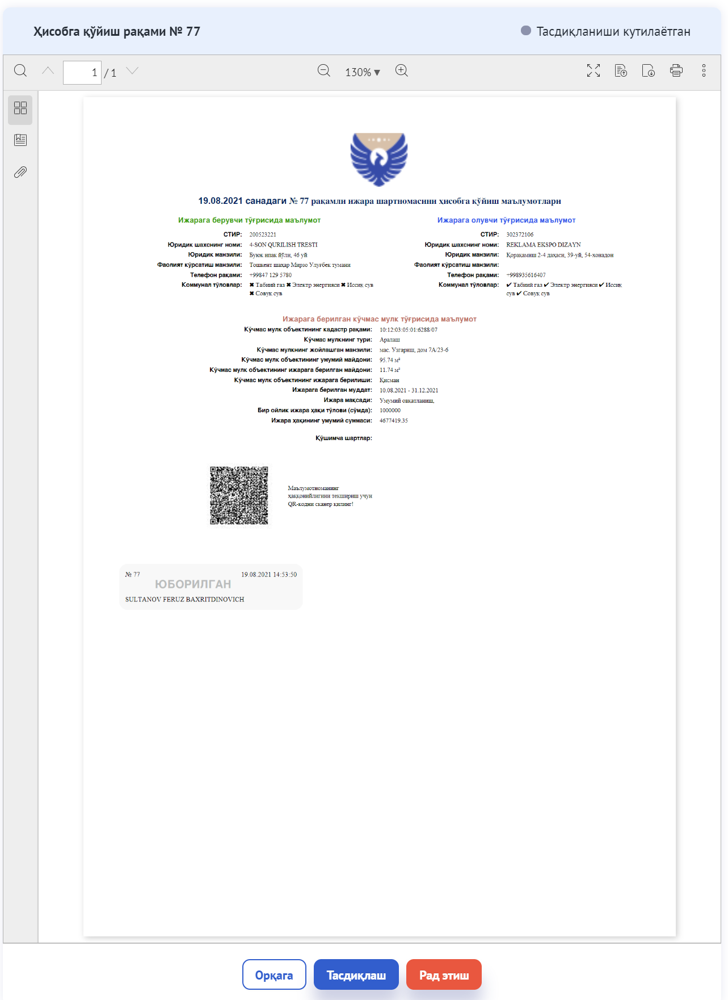 Ҳисобга қўйиш рақами № 77
Тасдиқланиши кутилаётган
1 / 1
130%
19.08.2021 санадаги № 77 рақамли ижара шартномасини ҳисобга қўйиш маълумотлари
Ижарага берувчи тўғрисида маълумот
СТИР: 200523221
Юридик шахснинг номи: 4-SON QURILISH TRESTI
Юридик манзили: Буюк ипак йўли, 46 уй
Фаолият кўрсатиш манзили: Тошкент шаҳар Мирзо Улуғбек тумани
Телефон рақами: +99847 129 5780
Коммунал тўловлар: ✖ Табиий газ ✖ Электр энергияси ✖ Иссиқ сув
✖ Совуқ сув
Ижарага олувчи тўғрисида маълумот
СТИР: 302372106
Юридик шахснинг номи: REKLAMA EKSPO DIZAYN
Юридик манзили: Қорақамиш 2-4 даҳаси, 39-уй, 54-хонадон
Фаолият кўрсатиш манзили:
Телефон рақами: +998935616407
Коммунал тўловлар: ✔ Табиий газ ✔ Электр энергияси ✔ Иссиқ
сув ✔ Совуқ сув
Ижарага берилган кўчмас мулк тўғрисида маълумот
Кўчмас мулк объектининг кадастр рақами: 10:12:03:05:01:6288/07
Кўчмас мулкнинг тури: Аралаш
Кўчмас мулкнинг жойлашган манзили: мас. Узгариш, дом 7А/23-6
Кўчмас мулк объектининг умумий майдони: 95.74 м²
Кўчмас мулк объектининг ижарага берилган майдони: 11.74 м²
Кўчмас мулк объектининг ижарага берилиши: Қисман
Ижарага берилган муддат: 10.08.2021 - 31.12.2021
Ижара мақсади: Умумий овқатланиш,
Бир ойлик ижара ҳақи тўлови (сўмда): 1000000
Ижара ҳақининг умумий суммаси: 4677419.35
Қўшимча шартлар:
Маълумотноманинг
ҳаққонийлигини текшириш учун
QR-кодни сканер қилинг!
№ 77 19.08.2021 14:53:50
ЮБОРИЛГАН
SULTANOV FERUZ BAXRITDINOVICH
Орқага
Тасдиқлаш
Рад этиш